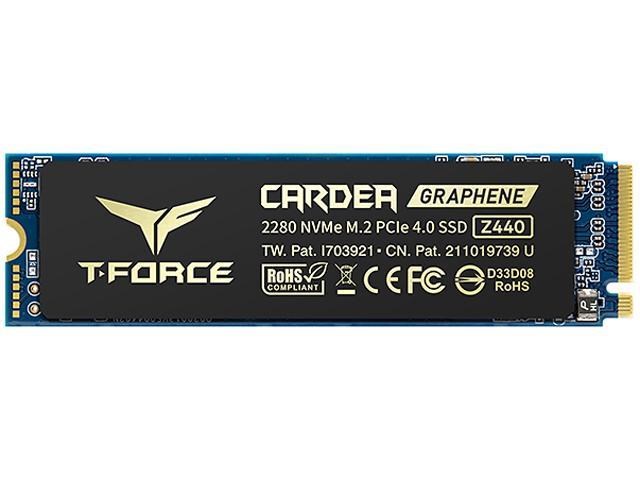 T-FORCE
CARDEA GRAPHENE
2280 NVMe M.2 PCIe 4.0 SSD Z440
TW. Pat. I703921 • CN. Pat. 211019739 U
RoHS
COMPLIANT
CE FC
D33D08
RoHS